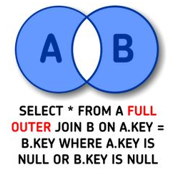 A B
SELECT * FROM A FULL
OUTER JOIN B ON A.KEY =
B.KEY WHERE A.KEY IS
NULL OR B.KEY IS NULL